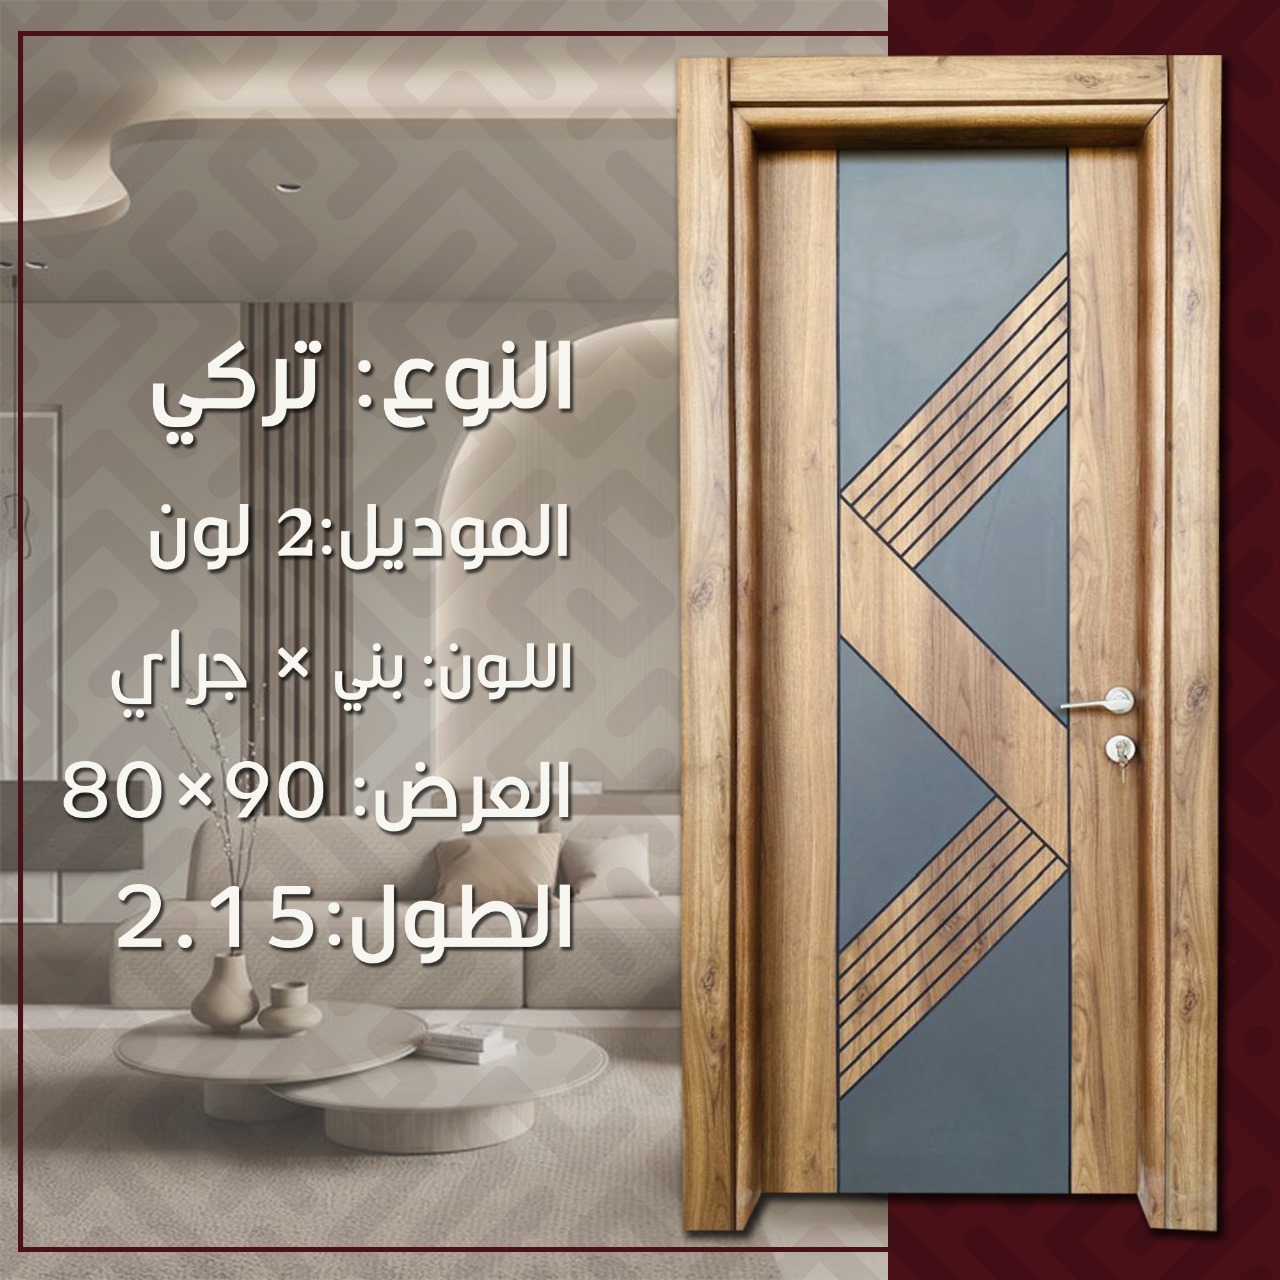 النوع: تركي
الموديل:2 لون
اللون: بني × جراي
العرض: 90×80
الطول:2.15